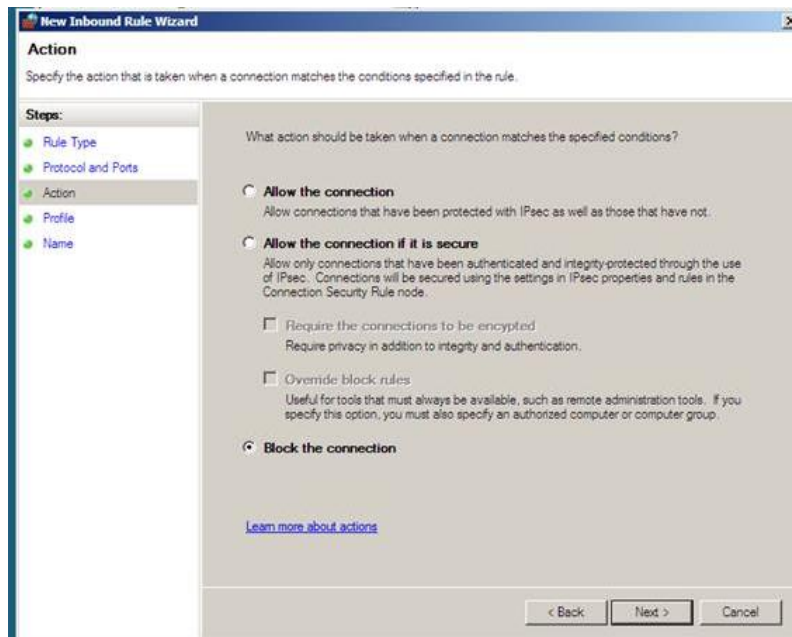 New Inbound Rule Wizard
Action
Specify the action that is taken when a connection matches the conditions specified in the rule.
Steps:
Rule Type
Protocol and Ports
Action
Profile
Name
What action should be taken when a connection matches the specified conditions?
Allow the connection
Allow connections that have been protected with IPsec as well as those that have not.
Allow the connection if it is secure
Allow only connections that have been authenticated and integrity-protected through the use
of IPsec. Connections will be secured using the settings in IPsec properties and rules in the
Connection Security Rule node.
Require the connections to be encrypted
Require privacy in addition to integrity and authentication.
Override block rules
Useful for tools that must always be available, such as remote administration tools. If you
specify this option, you must also specify an authorized computer or computer group.
Block the connection
Learn more about actions
< Back
Next >
Cancel